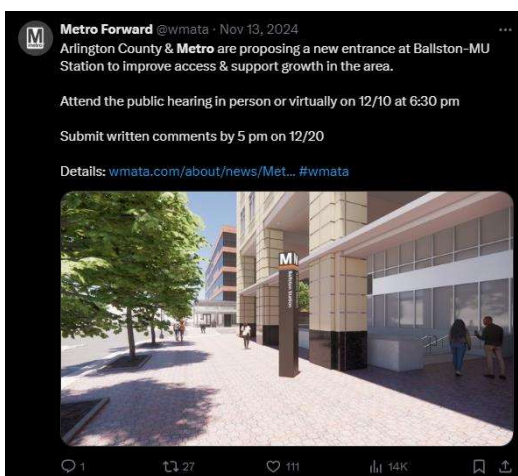 Metro Forward @wmata · Nov 13, 2024
Arlington County & Metro are proposing a new entrance at Ballston-MU
Station to improve access & support growth in the area.
Attend the public hearing in person or virtually on 12/10 at 6:30 pm
Submit written comments by 5 pm on 12/20
Details: wmata.com/about/news/Met... #wmata
M
metro
M
Ballston Station
1
27
111
14K